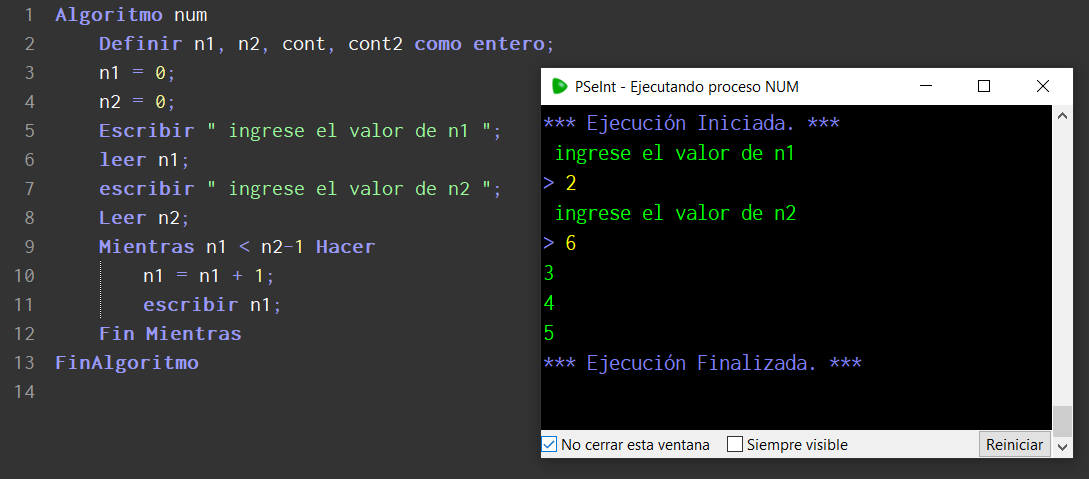 1 Algoritmo num
2 Definir n1, n2, cont, cont2 como entero;
3 n1 = 0;
4 n2 = 0;
5 Escribir " ingrese el valor de n1 ";
6 leer n1;
7 escribir " ingrese el valor de n2 ";
8 Leer n2;
9 Mientras n1 < n2-1 Hacer
10 n1 = n1 + 1;
11 escribir n1;
12 Fin Mientras
13 FinAlgoritmo
14
PSeInt - Ejecutando proceso NUM
*** Ejecución Iniciada. ***
ingrese el valor de n1
> 2
ingrese el valor de n2
> 6
3
4
5
*** Ejecución Finalizada. ***
No cerrar esta ventana Siempre visible Reiniciar